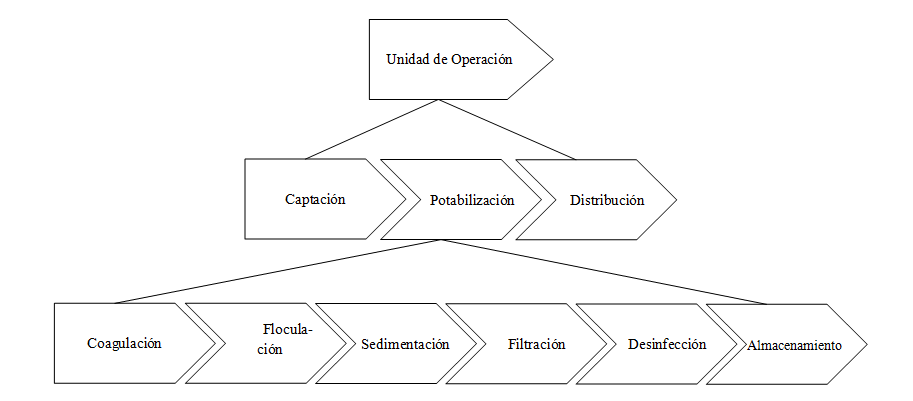 Unidad de Operación
Captación
Potabilización
Distribución
Coagulación
Flocula-
ción
Sedimentación
Filtración
Desinfección
Almacenamiento